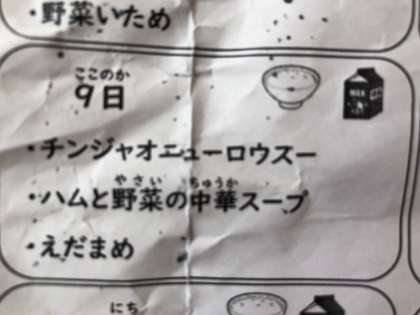 ・野菜いため
ここのか
9日
MILK
・チンジャオニューロウスー
やさい ちゅうか
・ハムと野菜の中華スープ
・えだまめ
にち